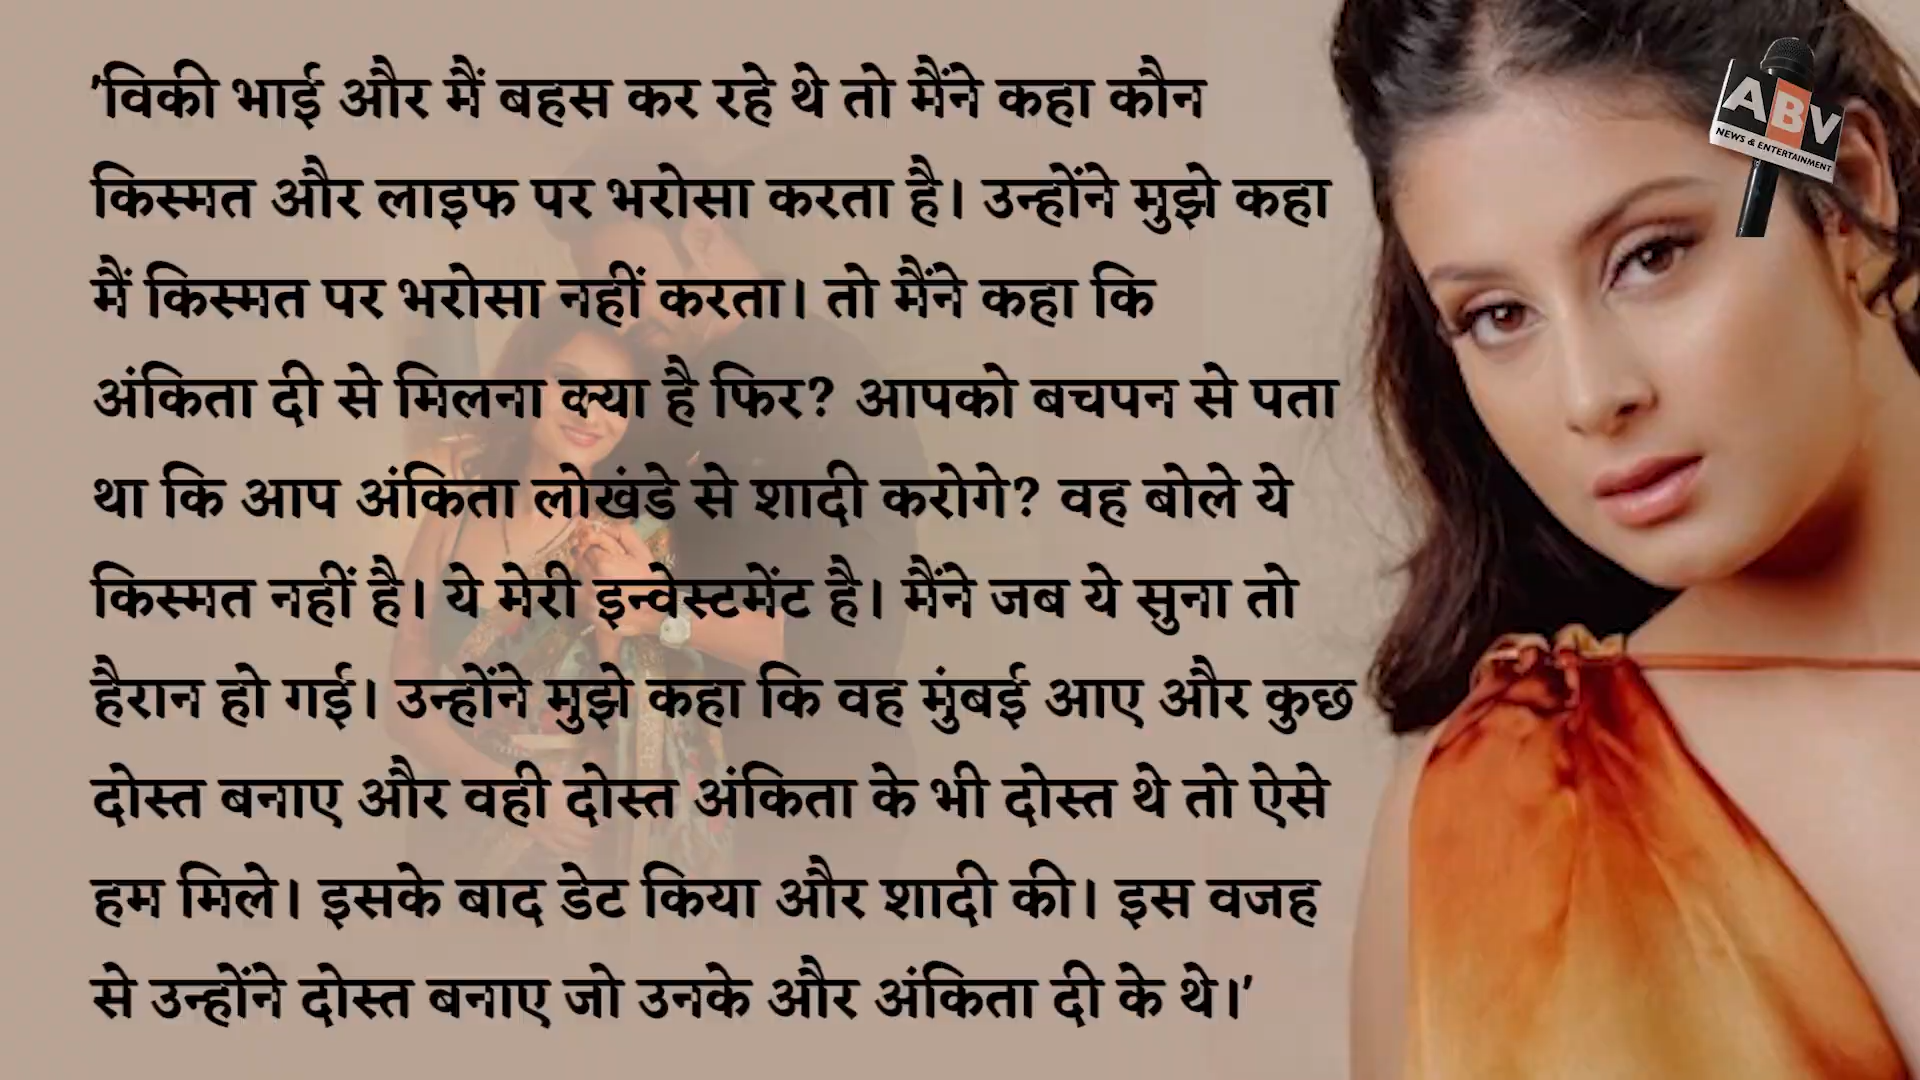 'विकी भाई और मैं बहस कर रहे थे तो मैंने कहा कौन
किस्मत और लाइफ पर भरोसा करता है। उन्होंने मुझे कहा
मैं किस्मत पर भरोसा नहीं करता। तो मैंने कहा कि
अंकिता दी से मिलना क्या है फिर? आपको बचपन से पता
था कि आप अंकिता लोखंडे से शादी करोगे? वह बोले ये
किस्मत नहीं है। ये मेरी इन्वेस्टमेंट है। मैंने जब ये सुना तो
हैरान हो गई। उन्होंने मुझे कहा कि वह मुंबई आए और कुछ
दोस्त बनाए और वही दोस्त अंकिता के भी दोस्त थे तो ऐसे
हम मिले। इसके बाद डेट किया और शादी की। इस वजह
से उन्होंने दोस्त बनाए जो उनके और अंकिता दी के थे।'
ABV
NEWS & ENTERTAINMENT